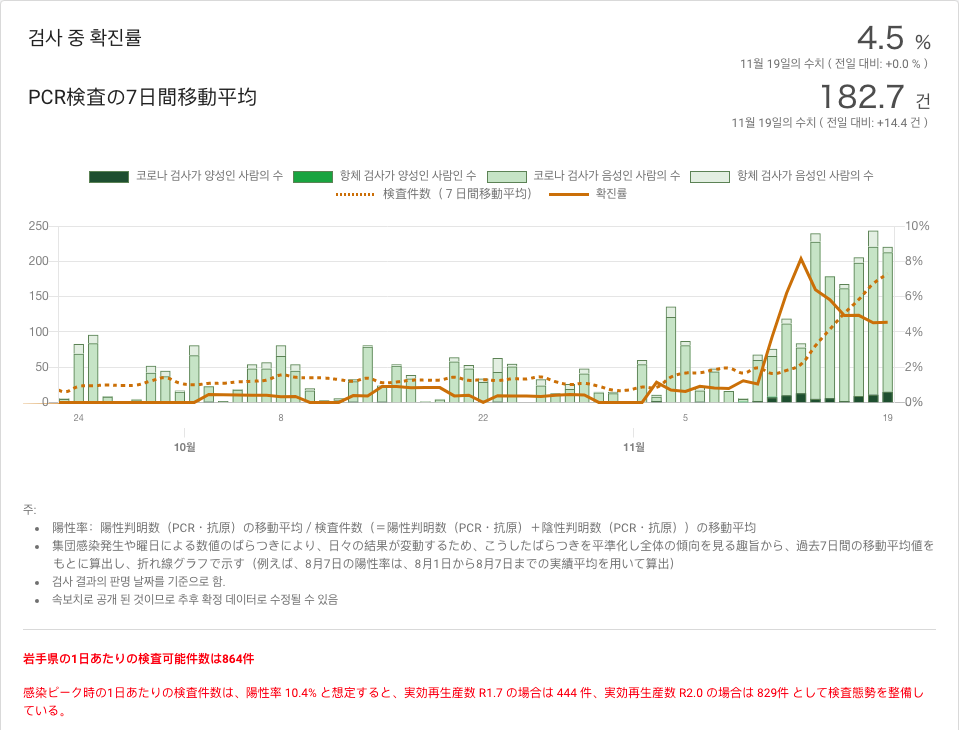 검사 중 확진률
4.5 %
11월 19일의 수치 ( 전일 대비: +0.0 % )
PCR検査の7日間移動平均
182.7 건
11월 19일의 수치 ( 전일 대비: +14.4 건 )
코로나 검사가 양성인 사람의 수 항체 검사가 양성인 사람인 수 코로나 검사가 음성인 사람의 수 항체 검사가 음성인 사람의 수
検査件数（７日間移動平均） 확진률
250 10%
200 8%
150 6%
100 4%
50 2%
0 0%
24 8 22 5 19
10월 11월
주:
陽性率：陽性判明数（PCR・抗原）の移動平均 / 検査件数（＝陽性判明数（PCR・抗原）＋陰性判明数（PCR・抗原））の移動平均
集団感染発生や曜日による数値のばらつきにより、日々の結果が変動するため、こうしたばらつきを平準化し全体の傾向を見る趣旨から、過去7日間の移動平均値を
もとに算出し、折れ線グラフで示す（例えば、8月7日の陽性率は、8月1日から8月7日までの実績平均を用いて算出）
검사 결과의 판명 날짜를 기준으로 함.
속보치로 공개 된 것이므로 추후 확정 데이터로 수정될 수 있음
岩手県の1日あたりの検査可能件数は864件
感染ピーク時の1日あたりの検査件数は、陽性率 10.4% と想定すると、実効再生産数 R1.7 の場合は 444 件、実効再生産数 R2.0 の場合は 829件 として検査態勢を整備し
ている。